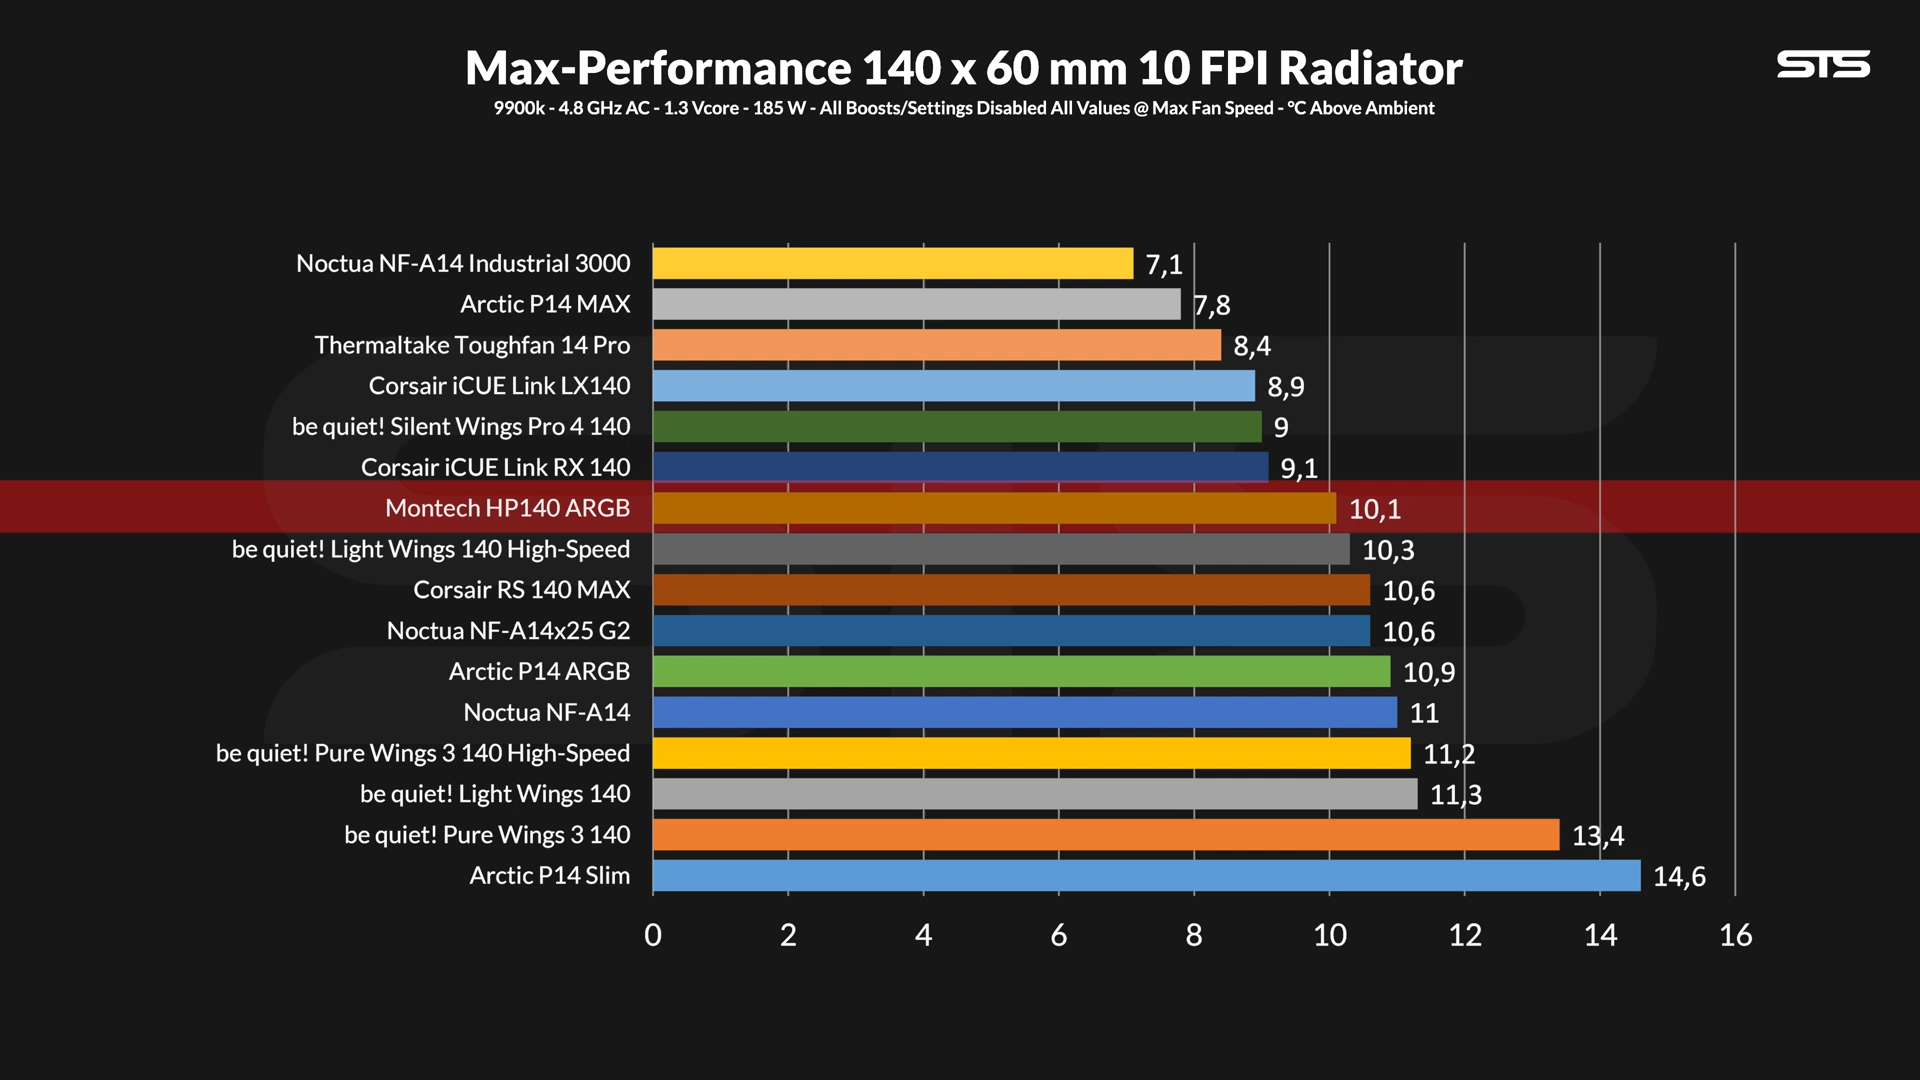 Max-Performance 140 x 60 mm 10 FPI Radiator
STS
9900k - 4.8 GHz AC - 1.3 Vcore - 185 W - All Boosts/Settings Disabled All Values @ Max Fan Speed - °C Above Ambient
Noctua NF-A14 Industrial 3000 7,1
Arctic P14 MAX 7,8
Thermaltake Toughfan 14 Pro 8,4
Corsair iCUE Link LX140 8,9
be quiet! Silent Wings Pro 4 140 9
Corsair iCUE Link RX 140 9,1
Montech HP140 ARGB 10,1
be quiet! Light Wings 140 High-Speed 10,3
Corsair RS 140 MAX 10,6
Noctua NF-A14x25 G2 10,6
Arctic P14 ARGB 10,9
Noctua NF-A14 11
be quiet! Pure Wings 3 140 High-Speed 11,2
be quiet! Light Wings 140 11,3
be quiet! Pure Wings 3 140 13,4
Arctic P14 Slim 14,6
0 2 4 6 8 10 12 14 16